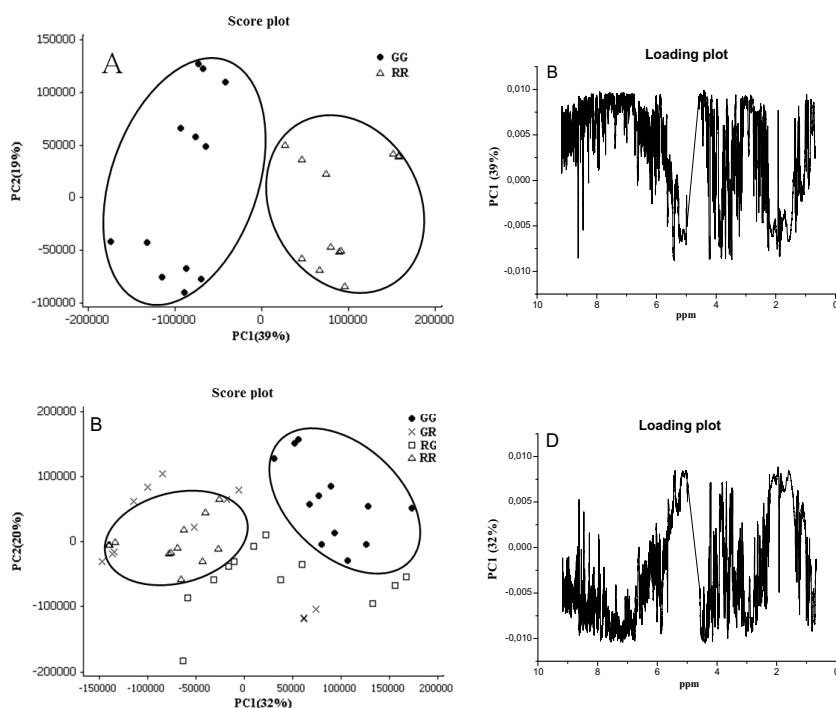 Score plot
A
GG
RR
150000
100000
50000
0
-50000
-100000
PC2(19%)
-200000 -100000 0 100000 200000
PC1(39%)
Loading plot
B
0,010
0,005
0,000
-0,005
-0,010
PC1 (39%)
10 8 6 4 2 0
ppm
Score plot
B
GG
GR
RG
RR
200000
100000
0
-100000
-200000
PC2(20%)
-150000 -100000 -50000 0 50000 100000 150000 200000
PC1(32%)
Loading plot
D
0,010
0,005
0,000
-0,005
-0,010
PC1 (32%)
10 8 6 4 2 0
ppm